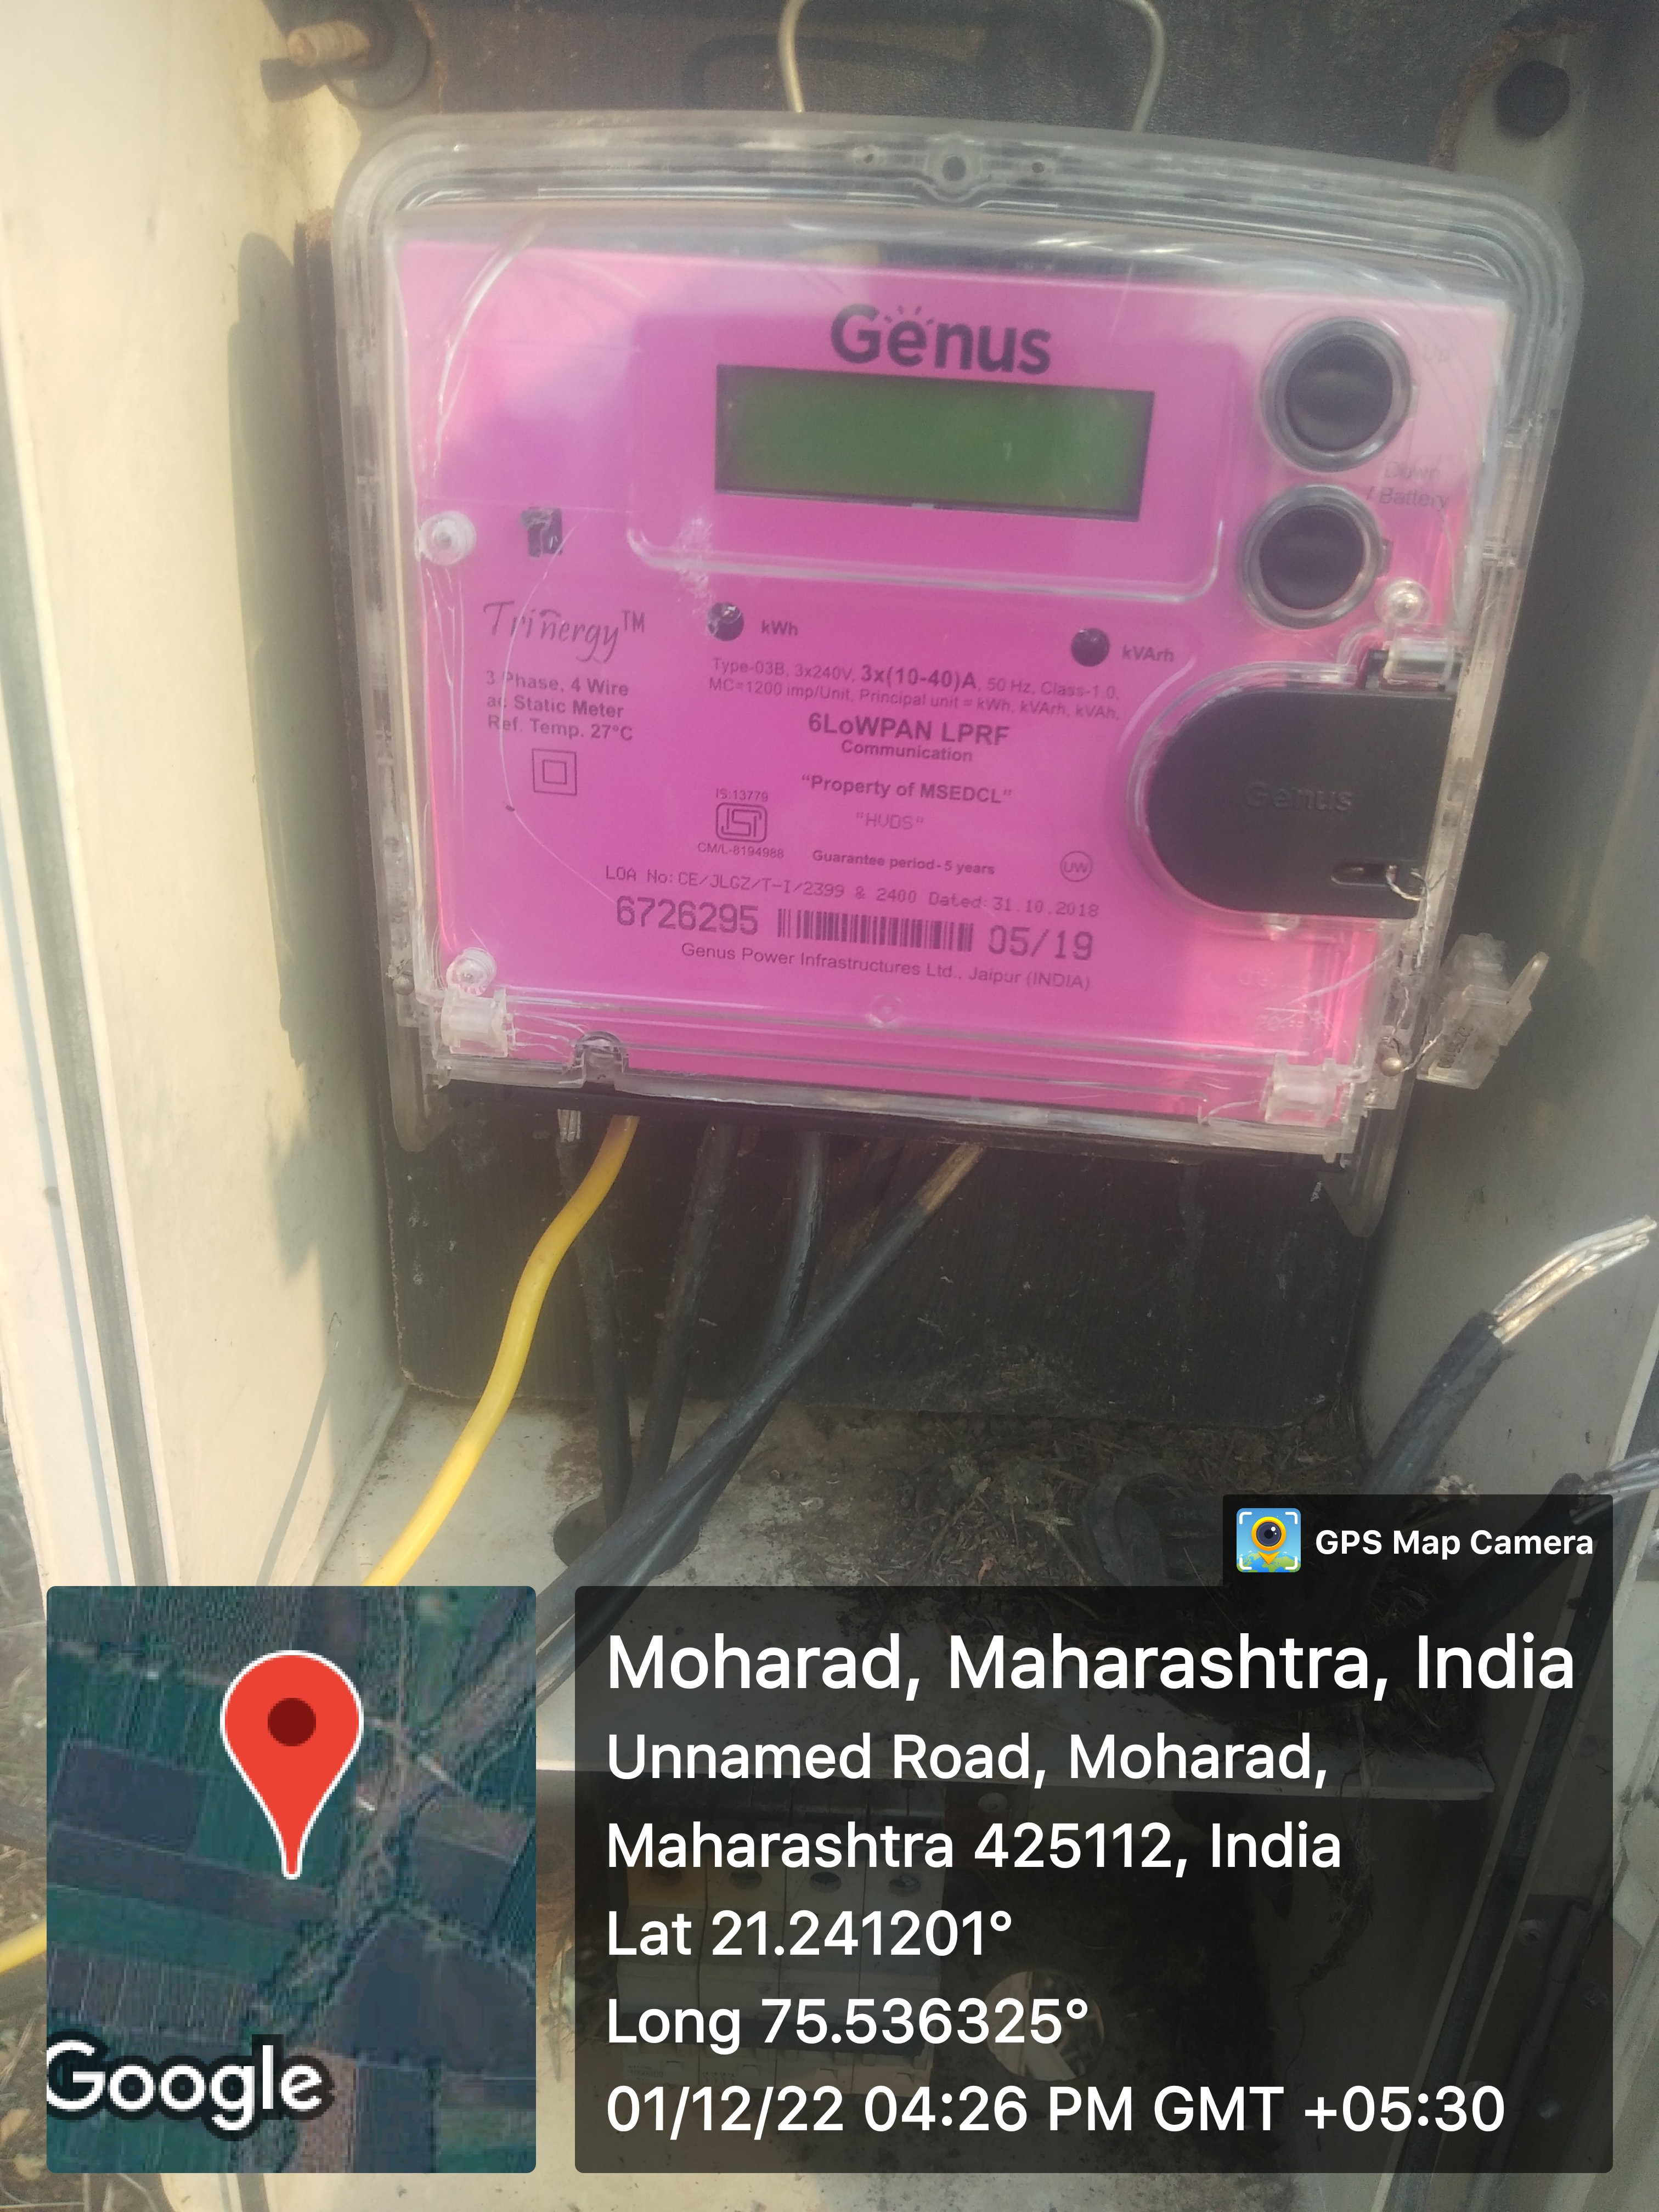 Genus
Up
Down
/ Battery
Trinergy™
kWh
kVArh
3 Phase, 4 Wire
ac Static Meter
Ref. Temp. 27°C
Type-03B, 3x240V, 3x(10-40)A, 50 Hz, Class-1.0,
MC=1200 imp/Unit, Principal unit = kWh, kVArh, kVAh,
6LoWPAN LPRF
Communication
"Property of MSEDCL"
"HVDS"
IS:13779
ISI
CM/L-8194988
Guarantee period- 5 years
UW
Genus
LOA No: CE/JLGZ/T-I/2399 & 2400 Dated:31.10.2018
6726295 05/19
Genus Power Infrastructures Ltd., Jaipur (INDIA)
GPS Map Camera
Moharad, Maharashtra, India
Unnamed Road, Moharad,
Maharashtra 425112, India
Lat 21.241201°
Long 75.536325°
01/12/22 04:26 PM GMT +05:30
Google